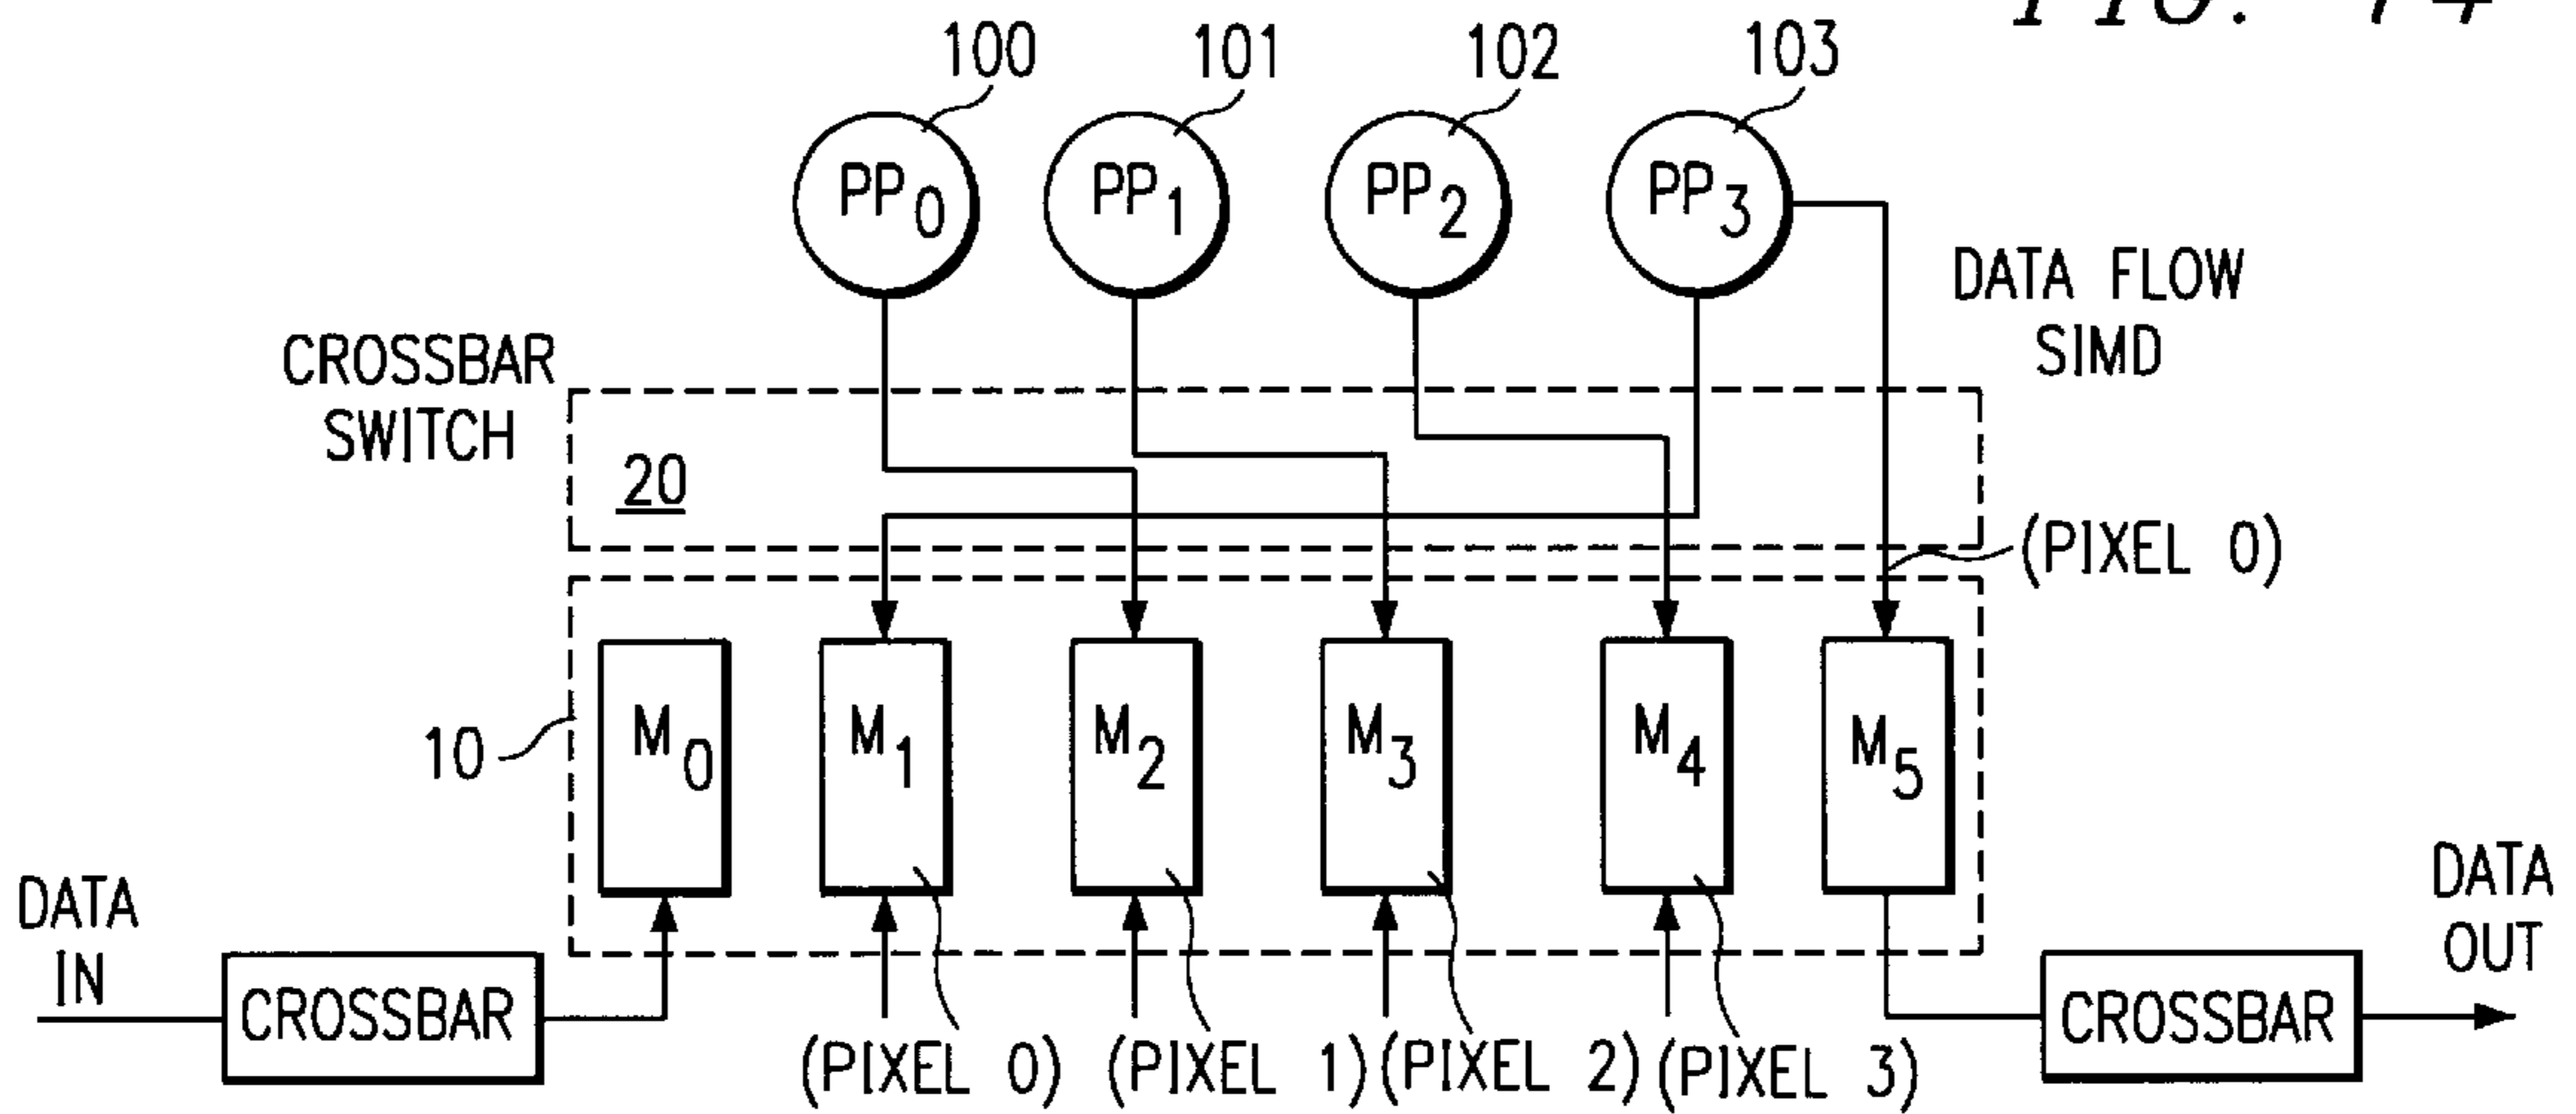 100 101 102 103
PP0 PP1 PP2 PP3
DATA FLOW
SIMD
CROSSBAR
SWITCH
20
(PIXEL 0)
10
M0 M1 M2 M3 M4 M5
DATA
IN
CROSSBAR
(PIXEL 0) (PIXEL 1) (PIXEL 2) (PIXEL 3)
CROSSBAR
DATA
OUT